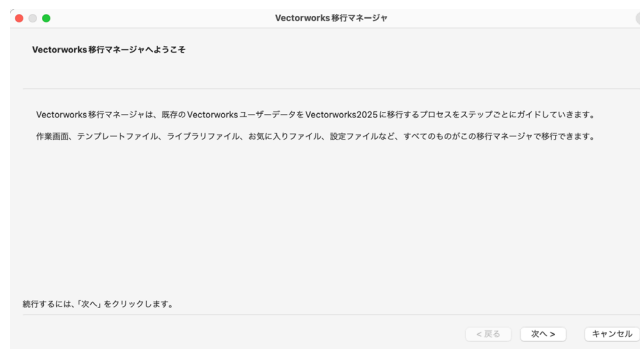 Vectorworks移行マネージャ
Vectorworks移行マネージャへようこそ
Vectorworks移行マネージャは、既存のVectorworksユーザーデータをVectorworks2025に移行するプロセスをステップごとにガイドしていきます。
作業画面、テンプレートファイル、ライブラリファイル、お気に入りファイル、設定ファイルなど、すべてのものがこの移行マネージャで移行できます。
続行するには、「次へ」をクリックします。
< 戻る 次へ > キャンセル